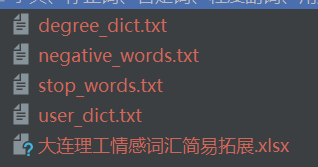 degree_dict.txt
negative_words.txt
stop_words.txt
user_dict.txt
大连理工情感词汇简易拓展.xlsx